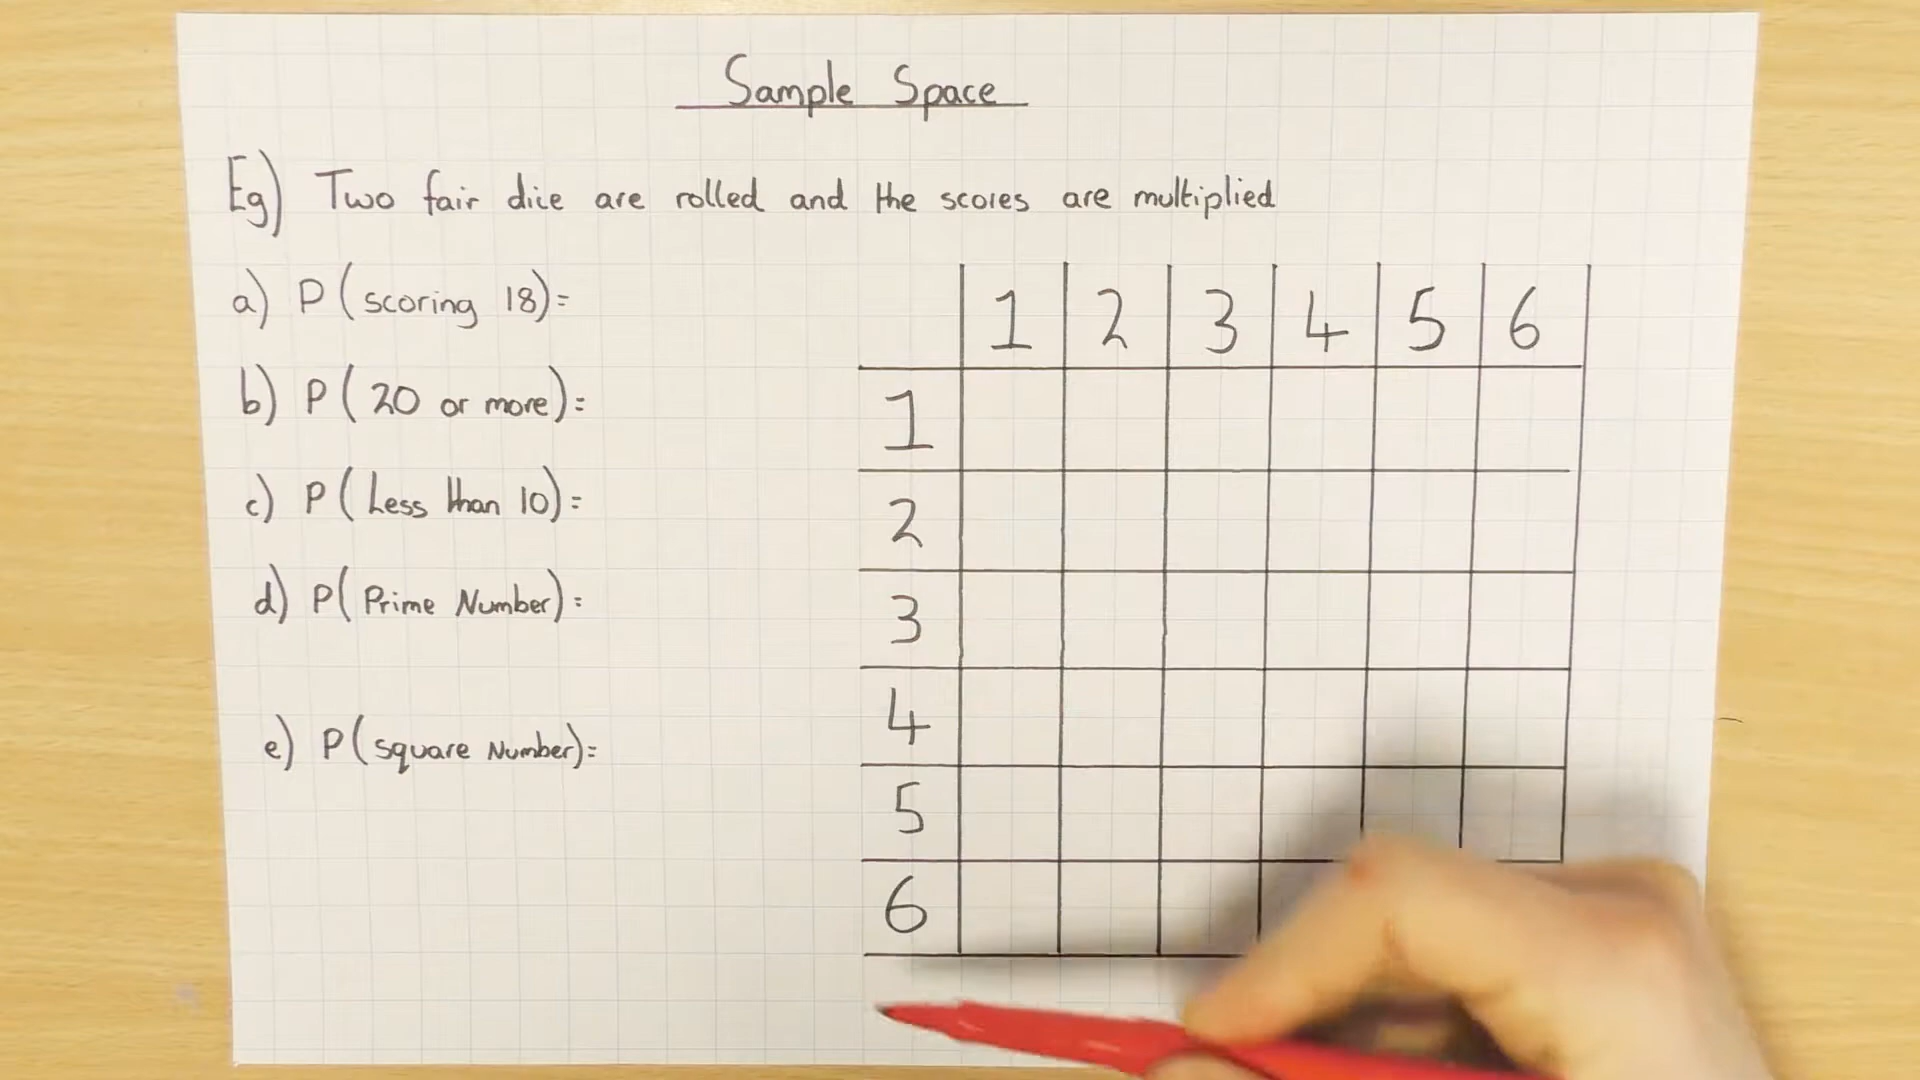 Sample Space
Eg) Two fair dice are rolled and the scores are multiplied
a) P(scoring 18)=
b) P(20 or more)=
c) P(Less than 10)=
d) P(Prime Number)=
e) P(square Number)=
1 2 3 4 5 6
1
2
3
4
5
6